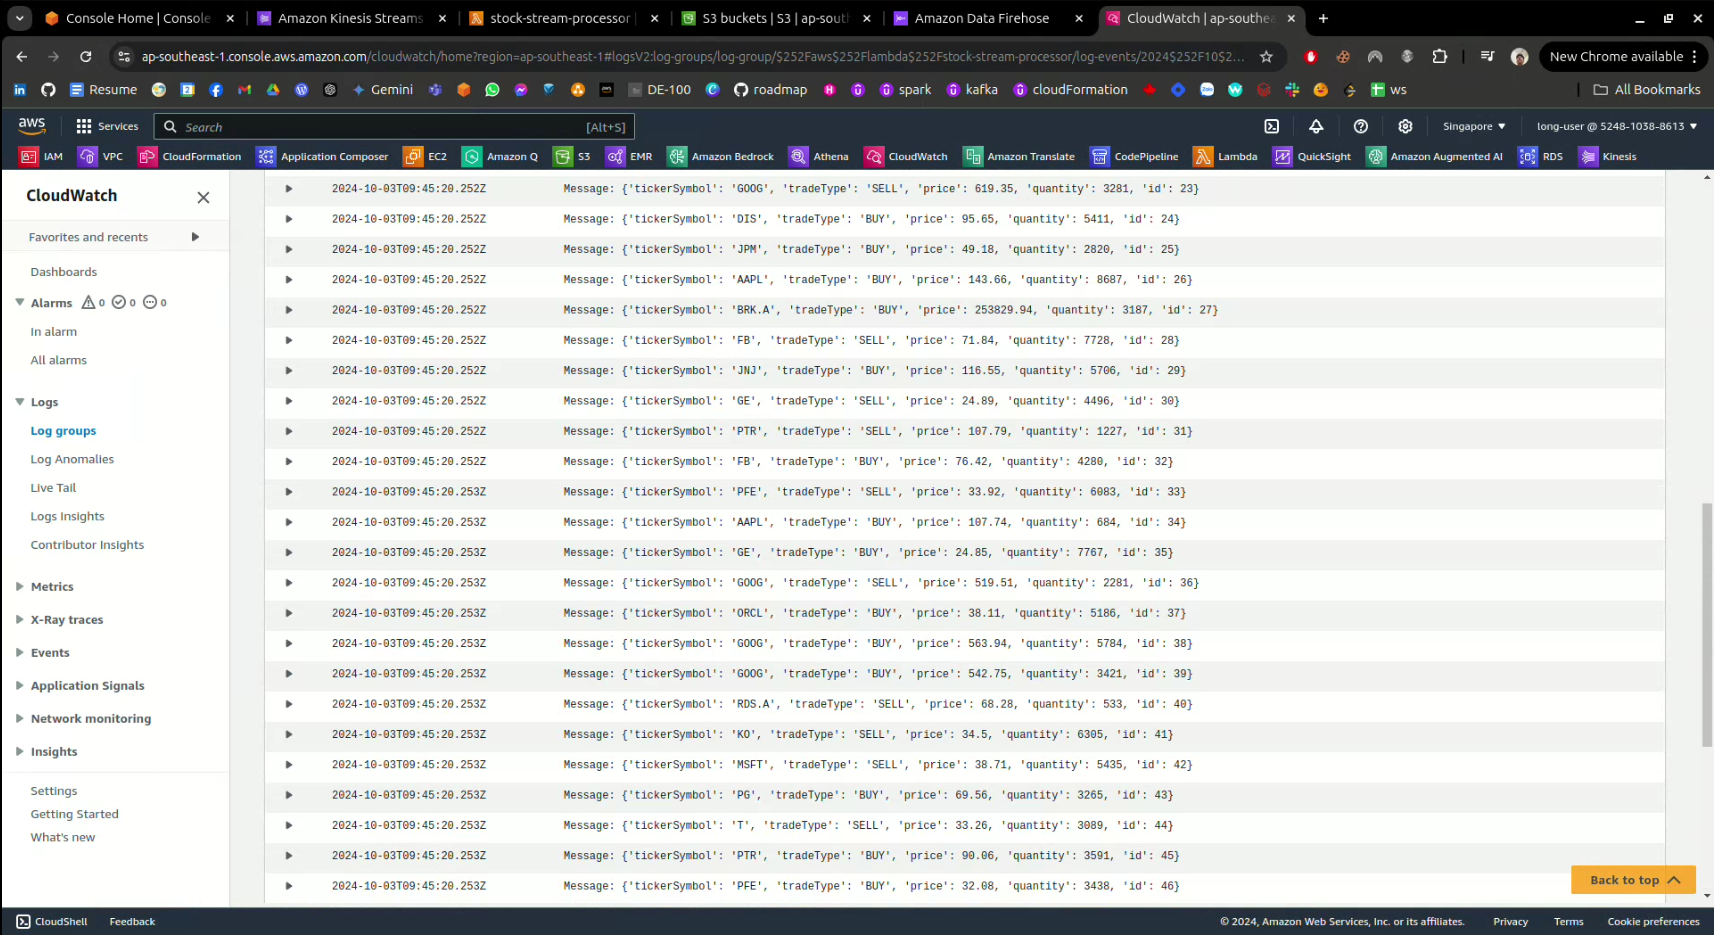 Console Home | Console
Amazon Kinesis Streams
stock-stream-processor
S3 buckets | S3 | ap-sout
Amazon Data Firehose
CloudWatch | ap-southea
ap-southeast-1.console.aws.amazon.com/cloudwatch/home?region=ap-southeast-1#logsV2:log-groups/log-group/$252Faws$252Flambda$252Fstock-stream-processor/log-events/2024$252F10$2...
New Chrome available
Resume
Gemini
DE-100
roadmap
spark
kafka
cloudFormation
ws
All Bookmarks
aws
Services
Search
[Alt+S]
Singapore
long-user @ 5248-1038-8613
IAM
VPC
CloudFormation
Application Composer
EC2
Amazon Q
S3
EMR
Amazon Bedrock
Athena
CloudWatch
Amazon Translate
CodePipeline
Lambda
QuickSight
Amazon Augmented AI
RDS
Kinesis
CloudWatch
Favorites and recents
Dashboards
Alarms 0 0 0
In alarm
All alarms
Logs
Log groups
Log Anomalies
Live Tail
Logs Insights
Contributor Insights
Metrics
X-Ray traces
Events
Application Signals
Network monitoring
Insights
Settings
Getting Started
What's new
2024-10-03T09:45:20.252Z Message: {'tickerSymbol': 'GOOG', 'tradeType': 'SELL', 'price': 619.35, 'quantity': 3281, 'id': 23}
2024-10-03T09:45:20.252Z Message: {'tickerSymbol': 'DIS', 'tradeType': 'BUY', 'price': 95.65, 'quantity': 5411, 'id': 24}
2024-10-03T09:45:20.252Z Message: {'tickerSymbol': 'JPM', 'tradeType': 'BUY', 'price': 49.18, 'quantity': 2820, 'id': 25}
2024-10-03T09:45:20.252Z Message: {'tickerSymbol': 'AAPL', 'tradeType': 'BUY', 'price': 143.66, 'quantity': 8687, 'id': 26}
2024-10-03T09:45:20.252Z Message: {'tickerSymbol': 'BRK.A', 'tradeType': 'BUY', 'price': 253829.94, 'quantity': 3187, 'id': 27}
2024-10-03T09:45:20.252Z Message: {'tickerSymbol': 'FB', 'tradeType': 'SELL', 'price': 71.84, 'quantity': 7728, 'id': 28}
2024-10-03T09:45:20.252Z Message: {'tickerSymbol': 'JNJ', 'tradeType': 'BUY', 'price': 116.55, 'quantity': 5706, 'id': 29}
2024-10-03T09:45:20.252Z Message: {'tickerSymbol': 'GE', 'tradeType': 'SELL', 'price': 24.89, 'quantity': 4496, 'id': 30}
2024-10-03T09:45:20.252Z Message: {'tickerSymbol': 'PTR', 'tradeType': 'SELL', 'price': 107.79, 'quantity': 1227, 'id': 31}
2024-10-03T09:45:20.252Z Message: {'tickerSymbol': 'FB', 'tradeType': 'BUY', 'price': 76.42, 'quantity': 4280, 'id': 32}
2024-10-03T09:45:20.253Z Message: {'tickerSymbol': 'PFE', 'tradeType': 'SELL', 'price': 33.92, 'quantity': 6083, 'id': 33}
2024-10-03T09:45:20.253Z Message: {'tickerSymbol': 'AAPL', 'tradeType': 'BUY', 'price': 107.74, 'quantity': 684, 'id': 34}
2024-10-03T09:45:20.253Z Message: {'tickerSymbol': 'GE', 'tradeType': 'BUY', 'price': 24.85, 'quantity': 7767, 'id': 35}
2024-10-03T09:45:20.253Z Message: {'tickerSymbol': 'GOOG', 'tradeType': 'SELL', 'price': 519.51, 'quantity': 2281, 'id': 36}
2024-10-03T09:45:20.253Z Message: {'tickerSymbol': 'ORCL', 'tradeType': 'BUY', 'price': 38.11, 'quantity': 5186, 'id': 37}
2024-10-03T09:45:20.253Z Message: {'tickerSymbol': 'GOOG', 'tradeType': 'BUY', 'price': 563.94, 'quantity': 5784, 'id': 38}
2024-10-03T09:45:20.253Z Message: {'tickerSymbol': 'GOOG', 'tradeType': 'BUY', 'price': 542.75, 'quantity': 3421, 'id': 39}
2024-10-03T09:45:20.253Z Message: {'tickerSymbol': 'RDS.A', 'tradeType': 'SELL', 'price': 68.28, 'quantity': 533, 'id': 40}
2024-10-03T09:45:20.253Z Message: {'tickerSymbol': 'KO', 'tradeType': 'SELL', 'price': 34.5, 'quantity': 6305, 'id': 41}
2024-10-03T09:45:20.253Z Message: {'tickerSymbol': 'MSFT', 'tradeType': 'SELL', 'price': 38.71, 'quantity': 5435, 'id': 42}
2024-10-03T09:45:20.253Z Message: {'tickerSymbol': 'PG', 'tradeType': 'BUY', 'price': 69.56, 'quantity': 3265, 'id': 43}
2024-10-03T09:45:20.253Z Message: {'tickerSymbol': 'T', 'tradeType': 'SELL', 'price': 33.26, 'quantity': 3089, 'id': 44}
2024-10-03T09:45:20.253Z Message: {'tickerSymbol': 'PTR', 'tradeType': 'BUY', 'price': 90.06, 'quantity': 3591, 'id': 45}
2024-10-03T09:45:20.253Z Message: {'tickerSymbol': 'PFE', 'tradeType': 'BUY', 'price': 32.08, 'quantity': 3438, 'id': 46}
Back to top
CloudShell
Feedback
© 2024, Amazon Web Services, Inc. or its affiliates.
Privacy
Terms
Cookie preferences